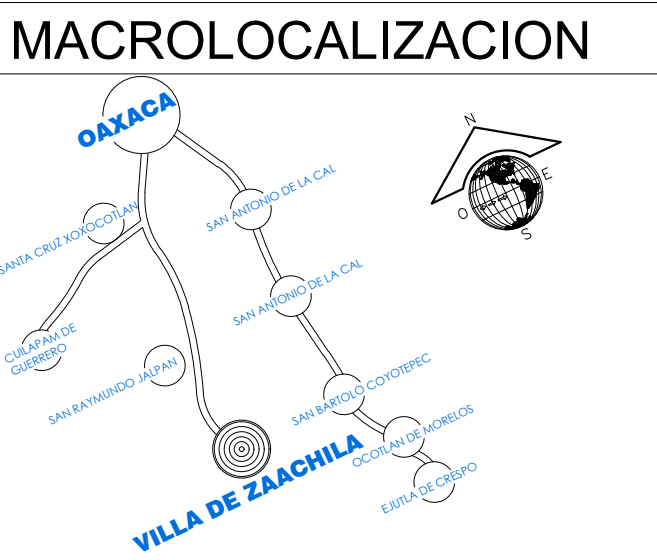 MACROLOCALIZACION
OAXACA
N
E
O
S
SAN ANTONIO DE LA CAL
SANTA CRUZ XOXOCOTLAN
SAN ANTONIO DE LA CAL
CUILAPAM DE
GUERRERO
SAN RAYMUNDO JALPAN
SAN BARTOLO COYOTEPEC
OCOTLAN DE MORELOS
VILLA DE ZAACHILA
EJUTLA DE CRESPO